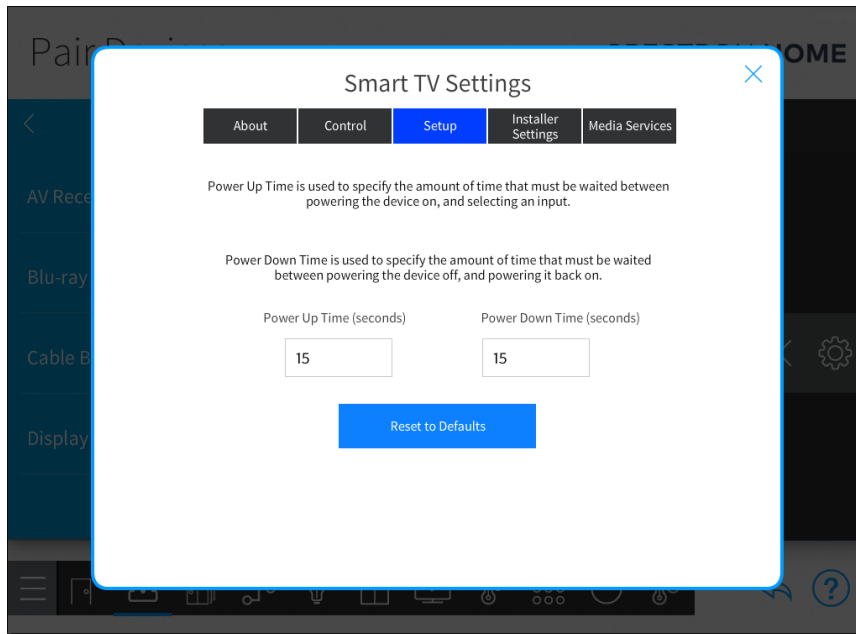 Pair
OME
Smart TV Settings
About
Control
Setup
Installer
Settings
Media Services
AV Rece
Power Up Time is used to specify the amount of time that must be waited between
powering the device on, and selecting an input.
Blu-ray
Power Down Time is used to specify the amount of time that must be waited
between powering the device off, and powering it back on.
Power Up Time (seconds)
Power Down Time (seconds)
Cable B
15
15
Display
Reset to Defaults
?